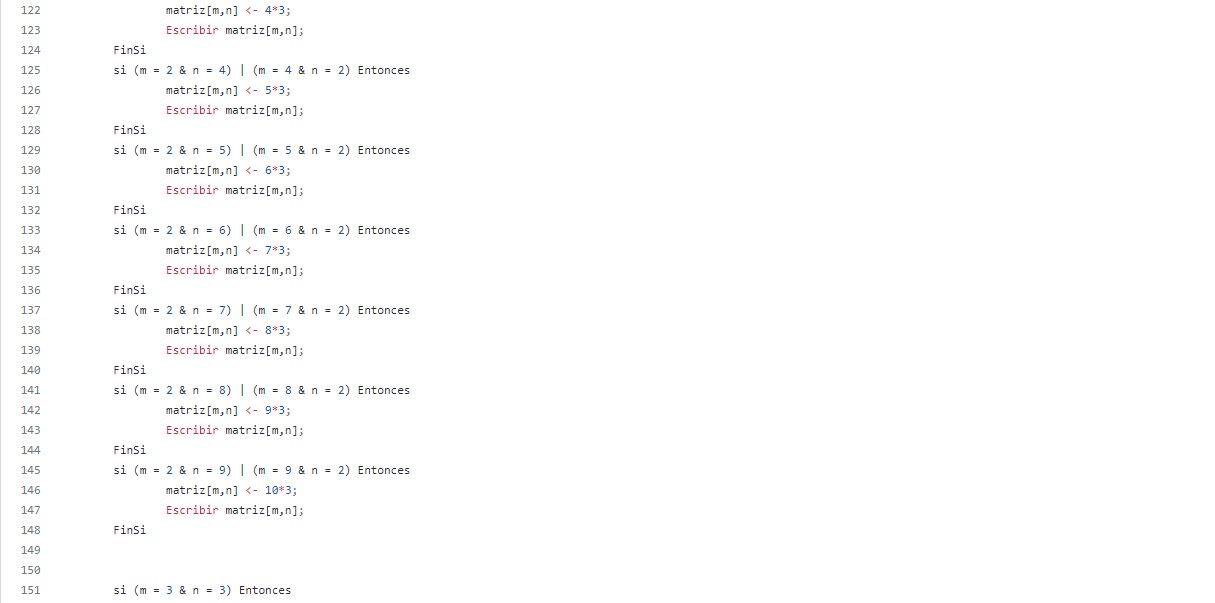 122 matriz[m,n] <- 4*3;
123 Escribir matriz[m,n];
124 FinSi
125 si (m = 2 & n = 4) | (m = 4 & n = 2) Entonces
126 matriz[m,n] <- 5*3;
127 Escribir matriz[m,n];
128 FinSi
129 si (m = 2 & n = 5) | (m = 5 & n = 2) Entonces
130 matriz[m,n] <- 6*3;
131 Escribir matriz[m,n];
132 FinSi
133 si (m = 2 & n = 6) | (m = 6 & n = 2) Entonces
134 matriz[m,n] <- 7*3;
135 Escribir matriz[m,n];
136 FinSi
137 si (m = 2 & n = 7) | (m = 7 & n = 2) Entonces
138 matriz[m,n] <- 8*3;
139 Escribir matriz[m,n];
140 FinSi
141 si (m = 2 & n = 8) | (m = 8 & n = 2) Entonces
142 matriz[m,n] <- 9*3;
143 Escribir matriz[m,n];
144 FinSi
145 si (m = 2 & n = 9) | (m = 9 & n = 2) Entonces
146 matriz[m,n] <- 10*3;
147 Escribir matriz[m,n];
148 FinSi
149
150
151 si (m = 3 & n = 3) Entonces